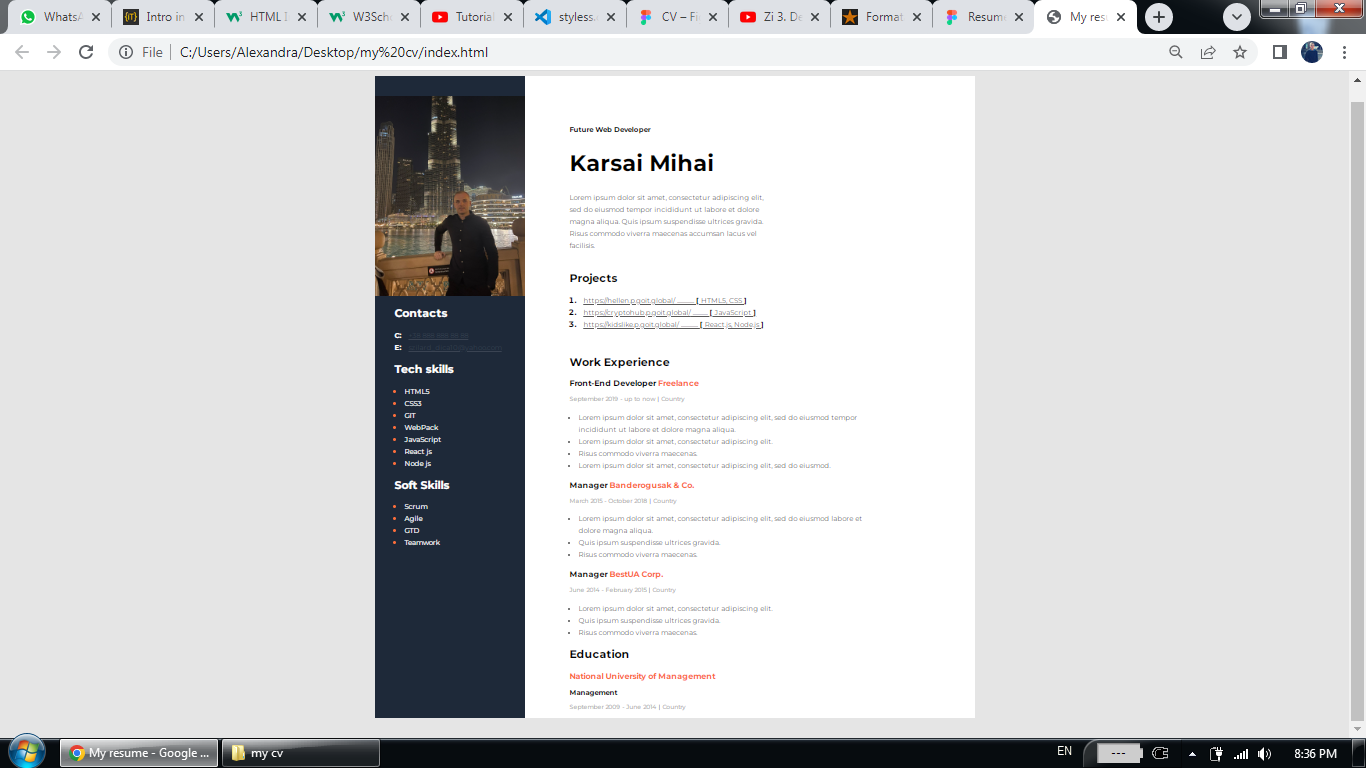 WhatsA
Intro in
HTML I
W3Sch
Tutorial
styless.
CV – Fi
Zi 3. De
Format
Resum
My resu
File
C:/Users/Alexandra/Desktop/my%20cv/index.html
Future Web Developer
Karsai Mihai
Lorem ipsum dolor sit amet, consectetur adipiscing elit,
sed do eiusmod tempor incididunt ut labore et dolore
magna aliqua. Quis ipsum suspendisse ultrices gravida.
Risus commodo viverra maecenas accumsan lacus vel
facilisis.
Projects
1. https://hellen.p.goit.global/ ............ [ HTML5, CSS ]
2. https://cryptohub.p.goit.global/ ........... [ JavaScript ]
3. https://kidslike.p.goit.global/ ............ [ React.js, Node.js ]
Work Experience
Front-End Developer Freelance
September 2019 - up to now | Country
• Lorem ipsum dolor sit amet, consectetur adipiscing elit, sed do eiusmod tempor
incididunt ut labore et dolore magna aliqua.
• Lorem ipsum dolor sit amet, consectetur adipiscing elit.
• Risus commodo viverra maecenas.
• Lorem ipsum dolor sit amet, consectetur adipiscing elit, sed do eiusmod.
Manager Banderogusak & Co.
March 2015 - October 2018 | Country
• Lorem ipsum dolor sit amet, consectetur adipiscing elit, sed do eiusmod labore et
dolore magna aliqua.
• Quis ipsum suspendisse ultrices gravida.
• Risus commodo viverra maecenas.
Manager BestUA Corp.
June 2014 - February 2015 | Country
• Lorem ipsum dolor sit amet, consectetur adipiscing elit.
• Quis ipsum suspendisse ultrices gravida.
• Risus commodo viverra maecenas.
Education
National University of Management
Management
September 2009 - June 2014 | Country
Contacts
C:
E:
Tech skills
• HTML5
• CSS3
• GIT
• WebPack
• JavaScript
• React js
• Node js
Soft Skills
• Scrum
• Agile
• GTD
• Teamwork
My resume - Google ...
my cv
EN
8:36 PM